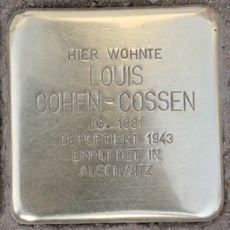 HIER WOHNTE
LOUIS
COHEN-COSSEN
JG.
DEPORTIERT 1943
ERMORDET IN
AUSCHWITZ